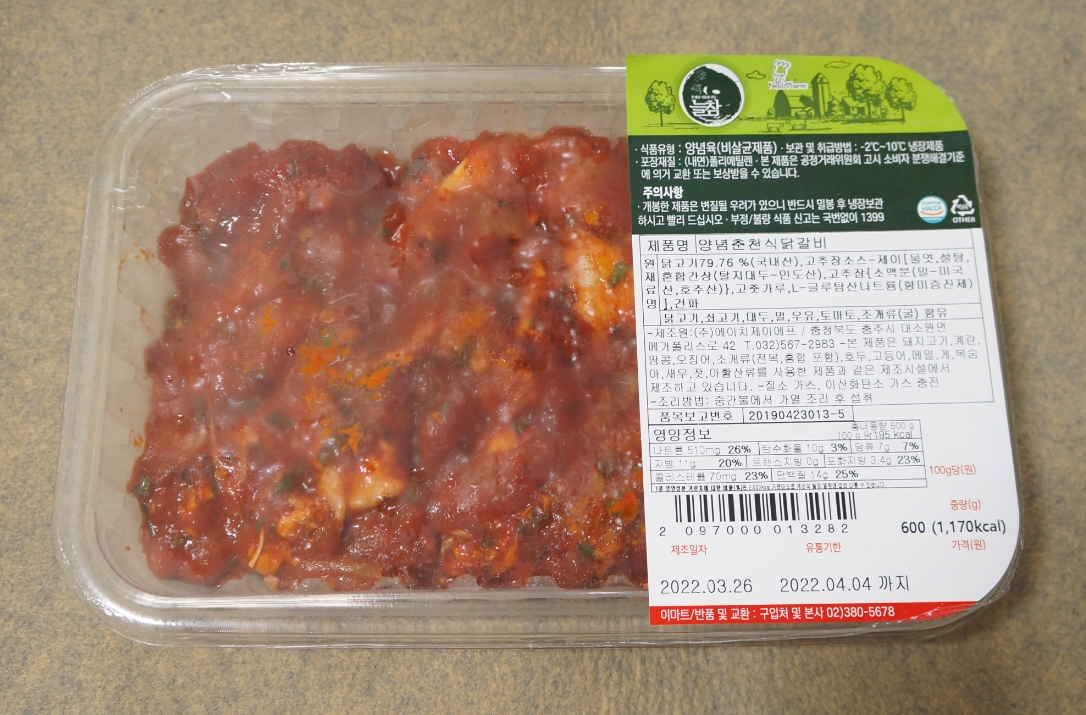 늘참
· 식품유형 : 양념육(비살균제품) · 보관 및 취급방법 : -2℃~10℃ 냉장제품
· 포장재질 : (내면)폴리에틸렌 · 본 제품은 공정거래위원회 고시 소비자 분쟁해결기준
에 의거 교환 또는 보상받을 수 있습니다.
주의사항
· 개봉한 제품은 변질될 우려가 있으니 반드시 밀봉 후 냉장보관
하시고 빨리 드십시오 · 부정/불량 식품 신고는 국번없이 1399
HACCP
OTHER
제품명 양념춘천식닭갈비
원재료명 닭고기79.76 %(국내산),고추장소스-제이[물엿,설탕,
혼합간장(탈지대두-인도산),고추장{소맥분(밀-미국
산,호주산)},고춧가루,L-글루탐산나트륨(향미증진제)
],건파
닭고기,쇠고기,대두,밀,우유,토마토,조개류(굴) 함유
-제조원:(주)에이치제이에프 / 충청북도 충주시 대소원면
메가폴리스로 42 T.032)567-2983 -본 제품은 돼지고기,계란,
땅콩,오징어,조개류(전복,홍합 포함),호두,고등어,메밀,게,복숭
아,새우,잣,아황산류를 사용한 제품과 같은 제조시설에서
제조하고 있습니다. -질소 가스, 이산화탄소 가스 충전
-조리방법: 중간불에서 가열 조리 후 섭취
품목보고번호 20190423013-5
영양정보 총내용량 600 g
100 g 당 195 kcal
나트륨 510mg 26% 탄수화물 10g 3% 당류 7g 7%
지방 11g 20% 트랜스지방 0g 포화지방 3.4g 23%
콜레스테롤 70mg 23% 단백질 14g 25%
100g당(원)
중량(g)
2 097000 013282
600 (1,170kcal)
제조일자 유통기한 가격(원)
2022.03.26 2022.04.04 까지
이마트/반품 및 교환 : 구입처 및 본사 02)380-5678